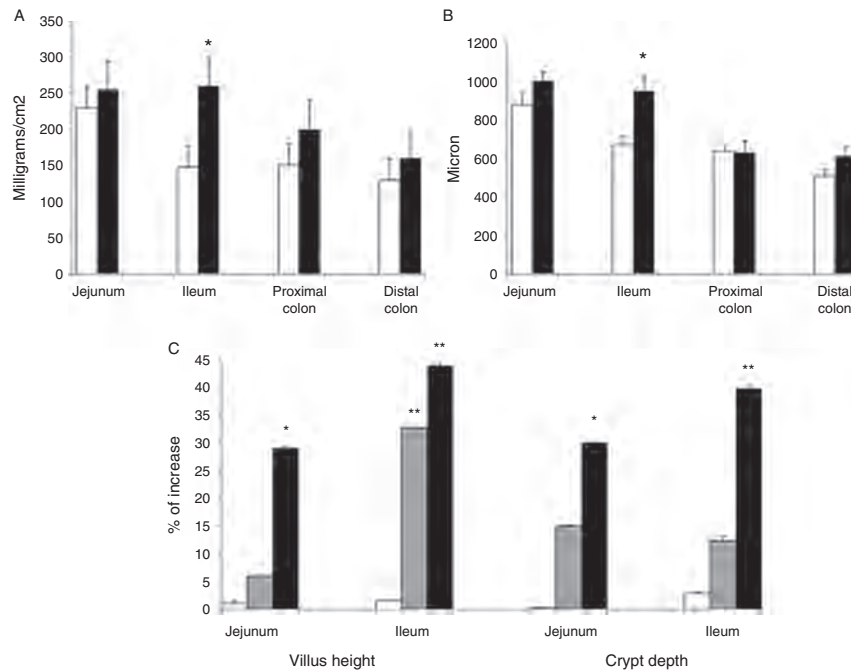 A
Milligrams/cm2
350
300
250
200
150
100
50
0
*
Jejunum
Ileum
Proximal
colon
Distal
colon
B
Micron
1200
1000
800
600
400
200
0
*
Jejunum
Ileum
Proximal
colon
Distal
colon
C
% of increase
45
40
35
30
25
20
15
10
5
0
*
**
**
*
**
Jejunum
Ileum
Jejunum
Ileum
Villus height
Crypt depth